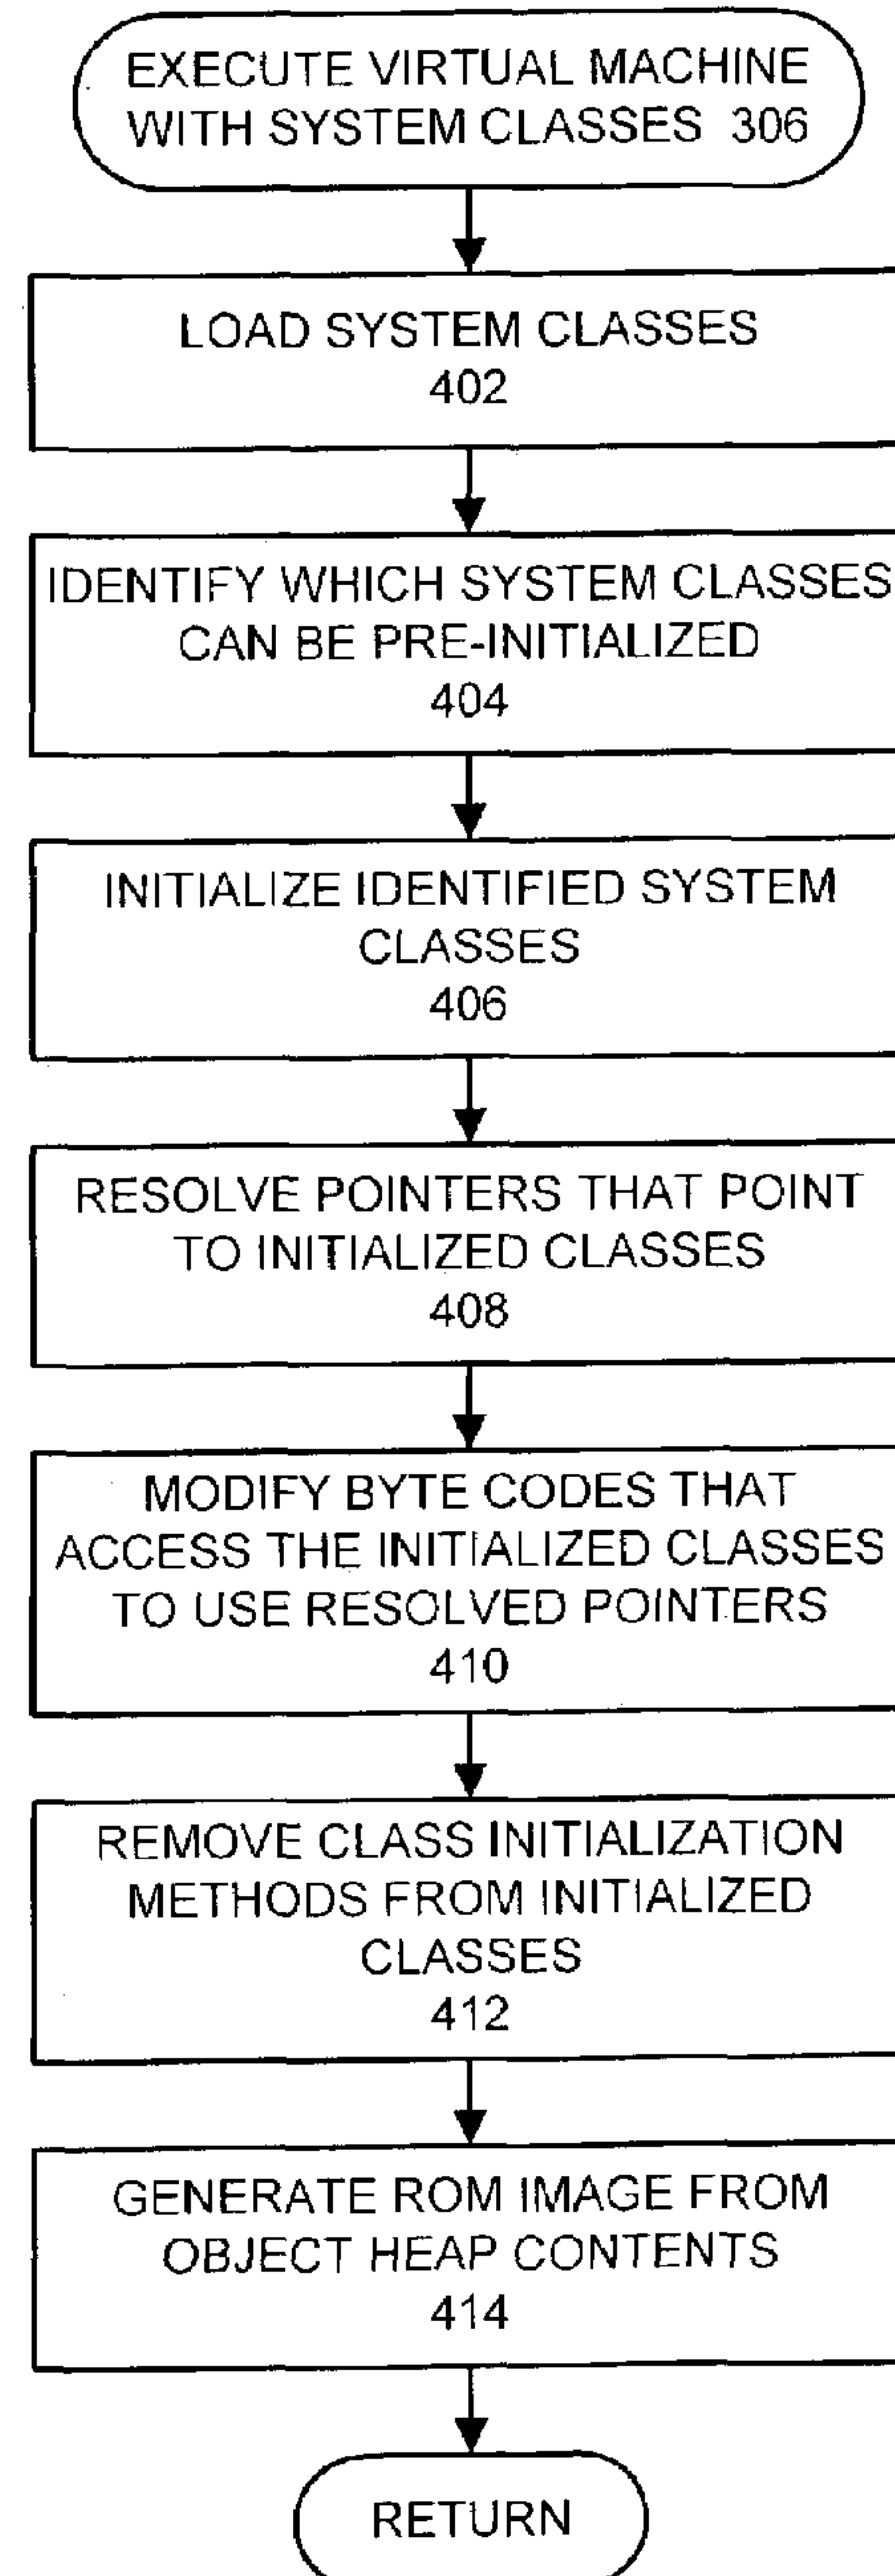 EXECUTE VIRTUAL MACHINE
WITH SYSTEM CLASSES 306
LOAD SYSTEM CLASSES
402
IDENTIFY WHICH SYSTEM CLASSES
CAN BE PRE-INITIALIZED
404
INITIALIZE IDENTIFIED SYSTEM
CLASSES
406
RESOLVE POINTERS THAT POINT
TO INITIALIZED CLASSES
408
MODIFY BYTE CODES THAT
ACCESS THE INITIALIZED CLASSES
TO USE RESOLVED POINTERS
410
REMOVE CLASS INITIALIZATION
METHODS FROM INITIALIZED
CLASSES
412
GENERATE ROM IMAGE FROM
OBJECT HEAP CONTENTS
414
RETURN